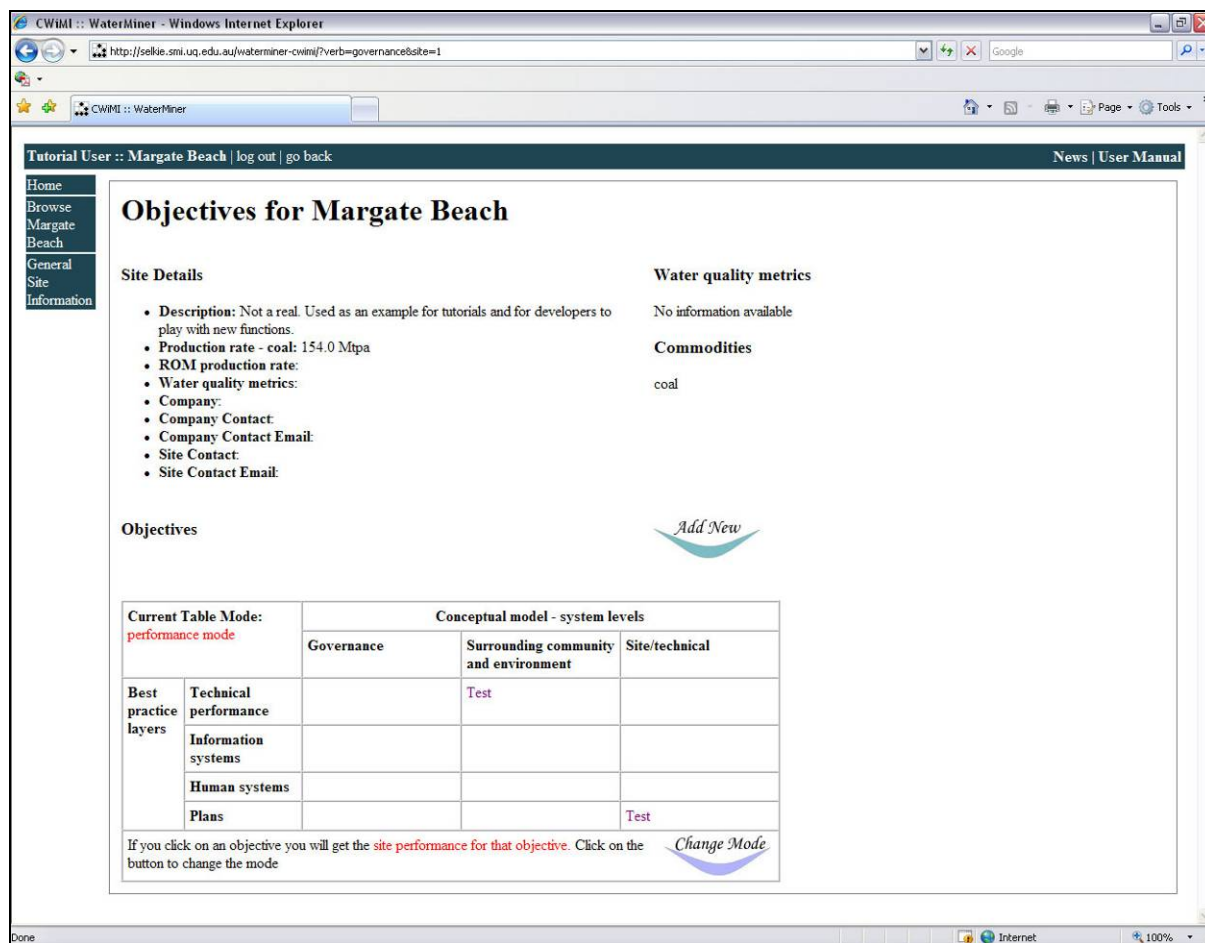 CWiMI :: WaterMiner - Windows Internet Explorer
http://selkie.smi.uq.edu.au/waterminer-cwimi/?verb=governance&site=1
Google
CWiMI :: WaterMiner
Page
Tools
Tutorial User :: Margate Beach | log out | go back
News | User Manual
Home
Browse
Margate
Beach
General
Site
Information
Objectives for Margate Beach
Site Details
• Description: Not a real. Used as an example for tutorials and for developers to
play with new functions.
• Production rate - coal: 154.0 Mtpa
• ROM production rate:
• Water quality metrics:
• Company:
• Company Contact:
• Company Contact Email:
• Site Contact:
• Site Contact Email:
Water quality metrics
No information available
Commodities
coal
Objectives
Add New
Current Table Mode:
performance mode
Conceptual model - system levels
Governance
Surrounding community
and environment
Site/technical
Best
practice
layers
Technical
performance
Test
Information
systems
Human systems
Plans
Test
If you click on an objective you will get the site performance for that objective. Click on the
button to change the mode
Change Mode
Done
Internet
100%